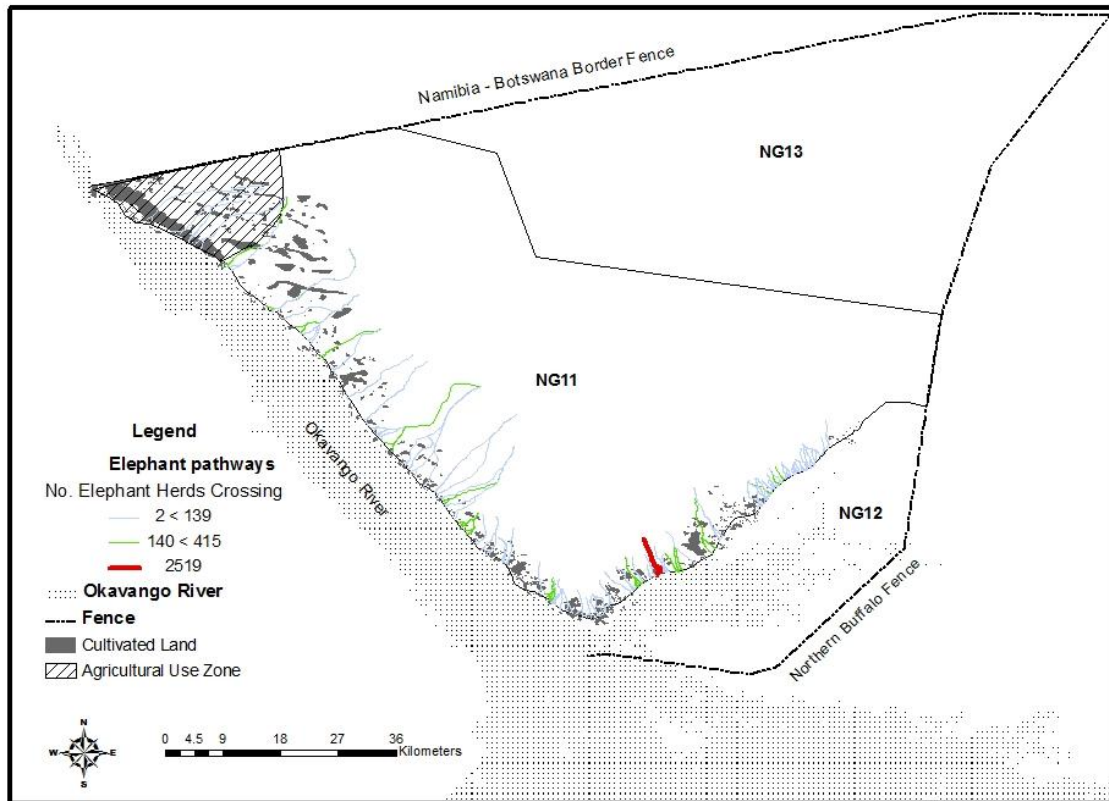 Namibia - Botswana Border Fence
NG13
NG11
Okavango River
NG12
Northern Buffalo Fence
Legend
Elephant pathways
No. Elephant Herds Crossing
2 < 139
140 < 415
2519
Okavango River
Fence
Cultivated Land
Agricultural Use Zone
N
W E
S
0 4.5 9 18 27 36
Kilometers